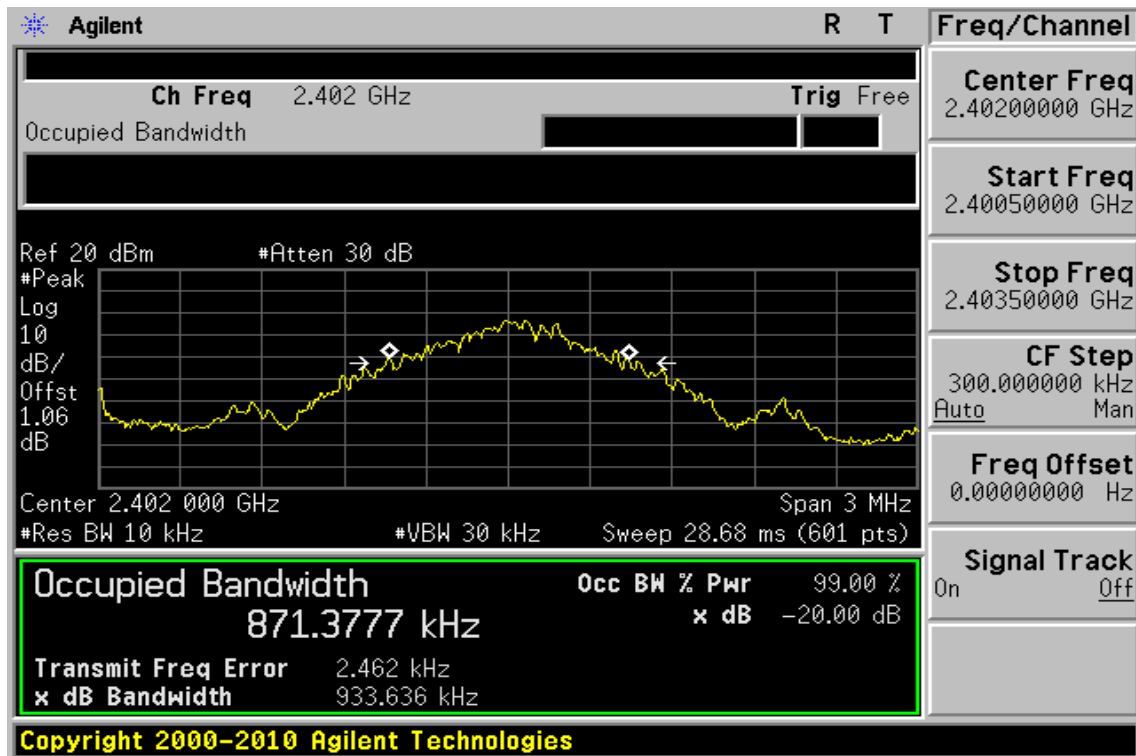 Agilent R T
Ch Freq 2.402 GHz Trig Free
Occupied Bandwidth
Ref 20 dBm #Atten 30 dB
#Peak
Log
10
dB/
Offst
1.06
dB
Center 2.402 000 GHz Span 3 MHz
#Res BW 10 kHz #VBW 30 kHz Sweep 28.68 ms (601 pts)
Occupied Bandwidth
871.3777 kHz
Occ BW % Pwr 99.00 %
x dB -20.00 dB
Transmit Freq Error 2.462 kHz
x dB Bandwidth 933.636 kHz
Copyright 2000-2010 Agilent Technologies
Freq/Channel
Center Freq
2.40200000 GHz
Start Freq
2.40050000 GHz
Stop Freq
2.40350000 GHz
CF Step
300.000000 kHz
Auto Man
Freq Offset
0.00000000 Hz
Signal Track
On Off